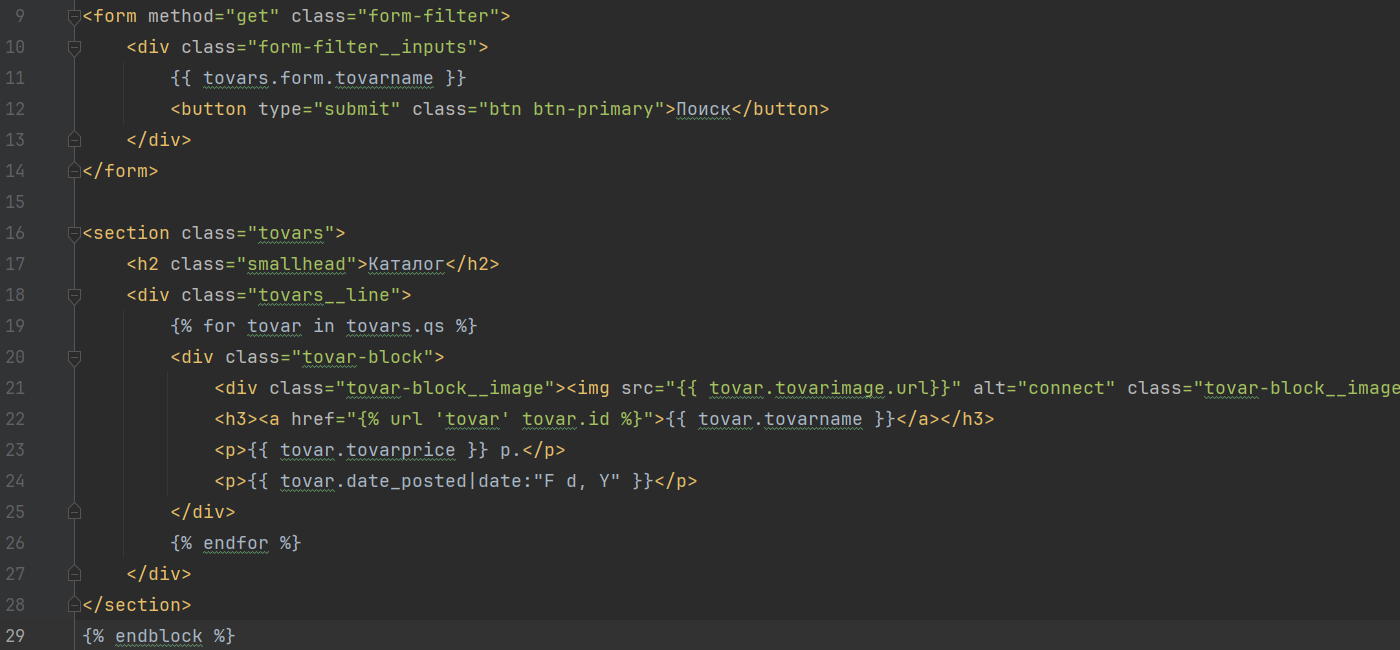 9 <form method="get" class="form-filter">
10     <div class="form-filter__inputs">
11         {{ tovars.form.tovarname }}
12         <button type="submit" class="btn btn-primary">Поиск</button>
13     </div>
14 </form>
15
16 <section class="tovars">
17     <h2 class="smallhead">Каталог</h2>
18     <div class="tovars__line">
19         {% for tovar in tovars.qs %}
20         <div class="tovar-block">
21             <div class="tovar-block__image"><img src="{{ tovar.tovarimage.url}}" alt="connect" class="tovar-block__image
22             <h3><a href="{% url 'tovar' tovar.id %}">{{ tovar.tovarname }}</a></h3>
23             <p>{{ tovar.tovarprice }} р.</p>
24             <p>{{ tovar.date_posted|date:"F d, Y" }}</p>
25         </div>
26         {% endfor %}
27     </div>
28 </section>
29 {% endblock %}